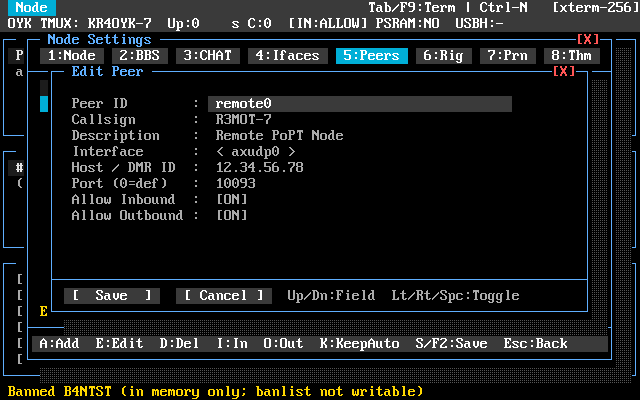 Node Tab/F9:Term | Ctrl-N [xterm-256]
OYK TMUX: KR4OYK-7 Up:0 s C:0 [IN:ALLOW] PSRAM:NO USBH:-
Node Settings [X]
P 1:Node 2:BBS 3:CHAT 4:Ifaces 5:Peers 6:Rig 7:Prn 8:Thm
a Edit Peer [X]
Peer ID : remote0
Callsign : R3MOT-7
Description : Remote PoPT Node
Interface : < axudp0 >
# Host / DMR ID : 12.34.56.78
( Port (0=def) : 10093
Allow Inbound : [ON]
Allow Outbound : [ON]
[
[ [ Save ] [ Cancel ] Up/Dn:Field Lt/Rt/Spc:Toggle
[ E
[
[ A:Add E:Edit D:Del I:In O:Out K:KeepAuto S/F2:Save Esc:Back
[
Banned B4NTST (in memory only; banlist not writable)